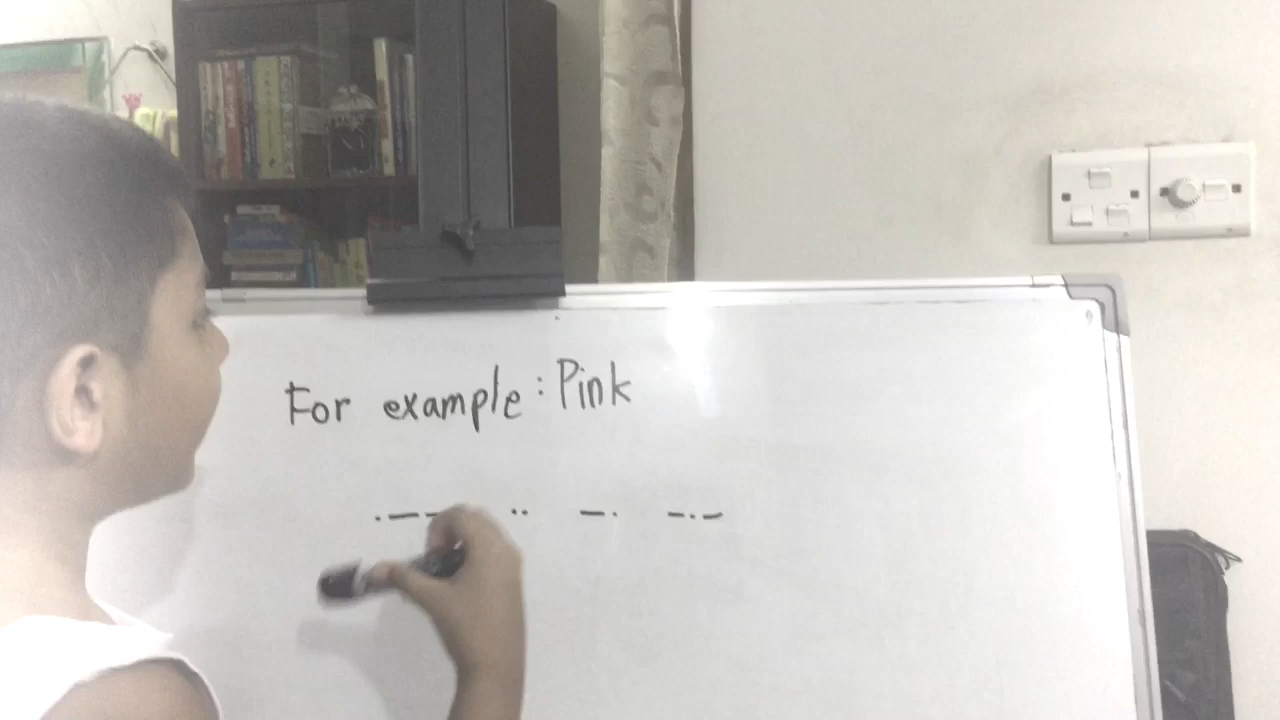 For example : Pink
.—— .. —. —.—